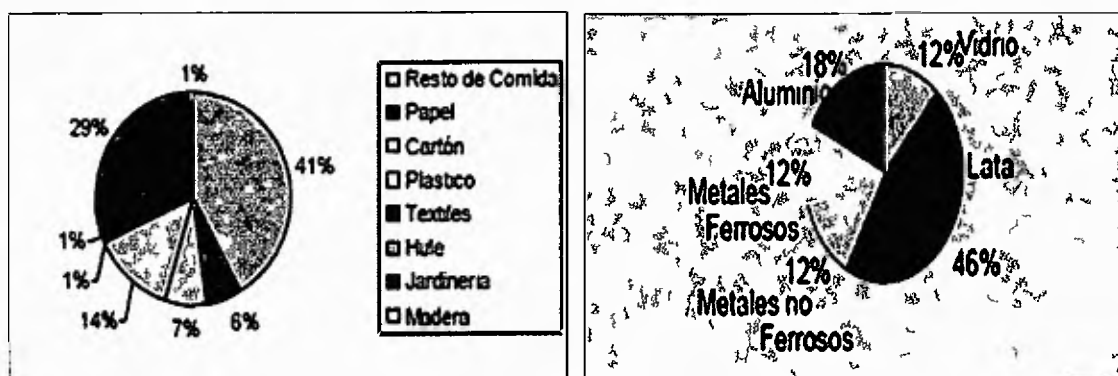 1%
29%
41%
1%
1%
14%
7%
6%
Resto de Comida
Papel
Cartón
Plastico
Textiles
Hule
Jardineria
Madera
18%
12%
Vidrio
Aluminio
12%
Lata
Metales
Ferrosos
12%
46%
Metales no
Ferrosos